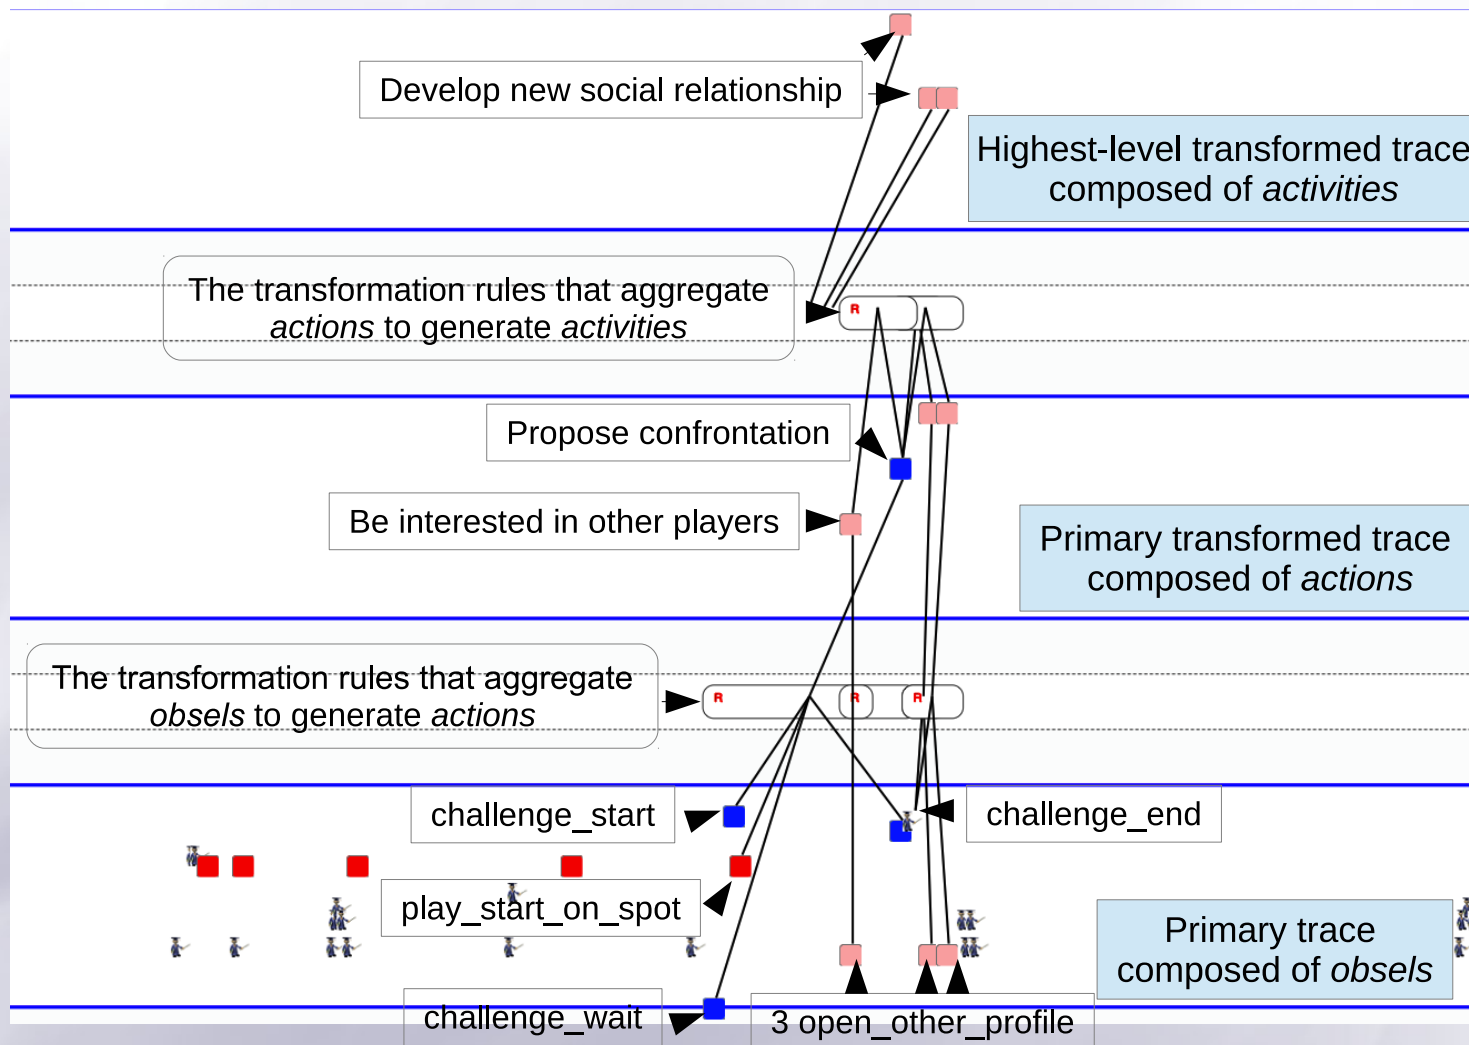 Develop new social relationship
Highest-level transformed trace
composed of activities
The transformation rules that aggregate
actions to generate activities
R
Propose confrontation
Be interested in other players
Primary transformed trace
composed of actions
The transformation rules that aggregate
obsels to generate actions
R
R
R
challenge_start
challenge_end
play_start_on_spot
Primary trace
composed of obsels
challenge_wait
3 open_other_profile